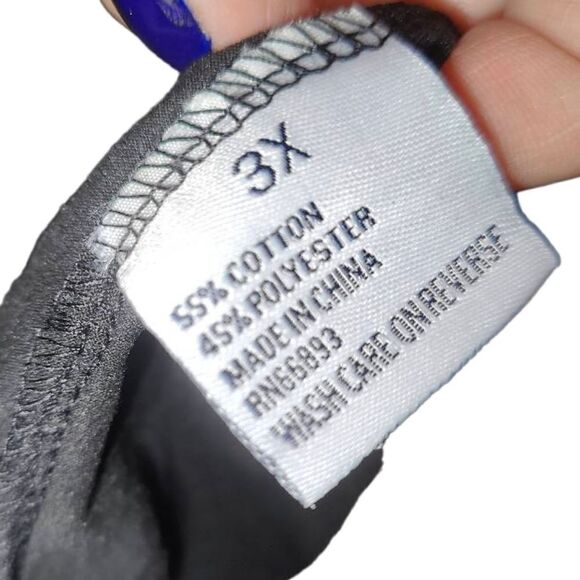 3X
55% COTTON
45% POLYESTER
MADE IN CHINA
RN66893
WASH CARE ON REVERSE